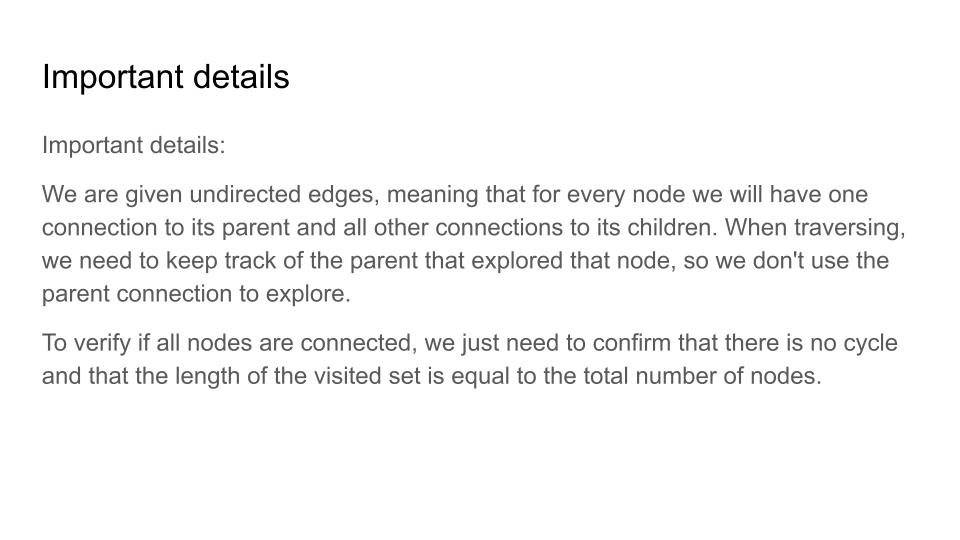 Important details
Important details:
We are given undirected edges, meaning that for every node we will have one
connection to its parent and all other connections to its children. When traversing,
we need to keep track of the parent that explored that node, so we don't use the
parent connection to explore.
To verify if all nodes are connected, we just need to confirm that there is no cycle
and that the length of the visited set is equal to the total number of nodes.